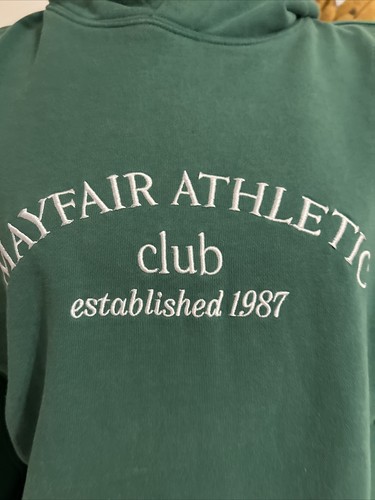 MAYFAIR ATHLETIC
club
established 1987